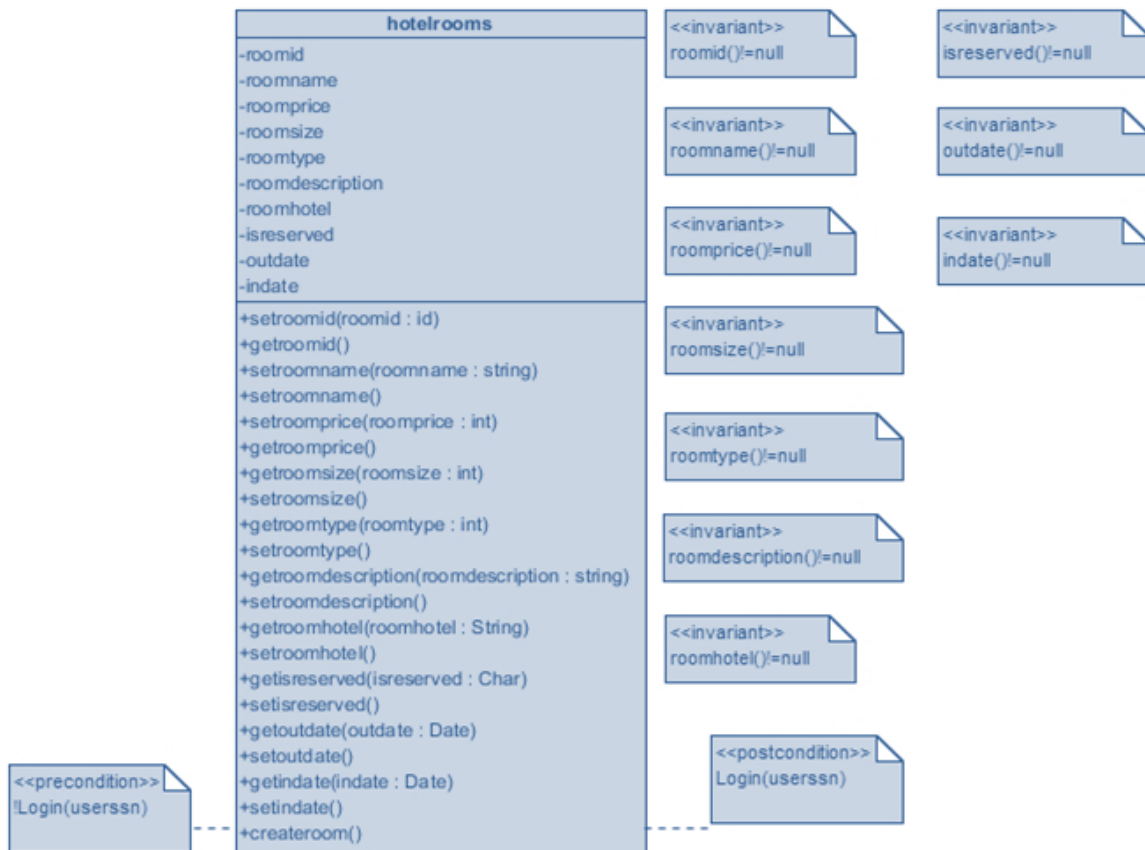 hotelrooms
-roomid
-roomname
-roomprice
-roomsize
-roomtype
-roomdescription
-roomhotel
-isreserved
-outdate
-indate
+setroomid(roomid : id)
+getroomid()
+setroomname(roomname : string)
+setroomname()
+setroomprice(roomprice : int)
+getroomprice()
+getroomsize(roomsize : int)
+setroomsize()
+getroomtype(roomtype : int)
+setroomtype()
+getroomdescription(roomdescription : string)
+setroomdescription()
+getroomhotel(roomhotel : String)
+setroomhotel()
+getisreserved(isreserved : Char)
+setisreserved()
+getoutdate(outdate : Date)
+setoutdate()
+getindate(indate : Date)
+setindate()
+createroom()
<<invariant>>
roomid()!=null
<<invariant>>
roomname()!=null
<<invariant>>
roomprice()!=null
<<invariant>>
roomsize()!=null
<<invariant>>
roomtype()!=null
<<invariant>>
roomdescription()!=null
<<invariant>>
roomhotel()!=null
<<invariant>>
isreserved()!=null
<<invariant>>
outdate()!=null
<<invariant>>
indate()!=null
<<precondition>>
!Login(userssn)
<<postcondition>>
Login(userssn)